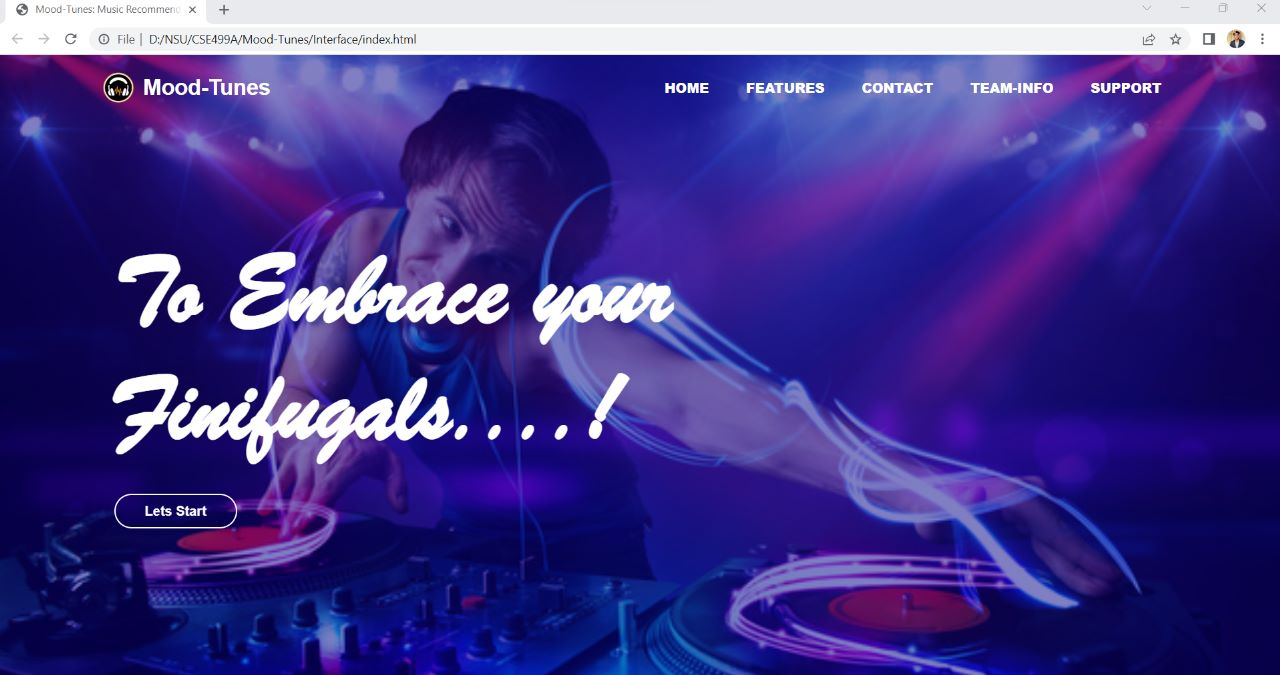 Mood-Tunes: Music Recommend
File | D:/NSU/CSE499A/Mood-Tunes/Interface/index.html
Mood-Tunes HOME FEATURES CONTACT TEAM-INFO SUPPORT
To Embrace your
Finifugals....!
Lets Start